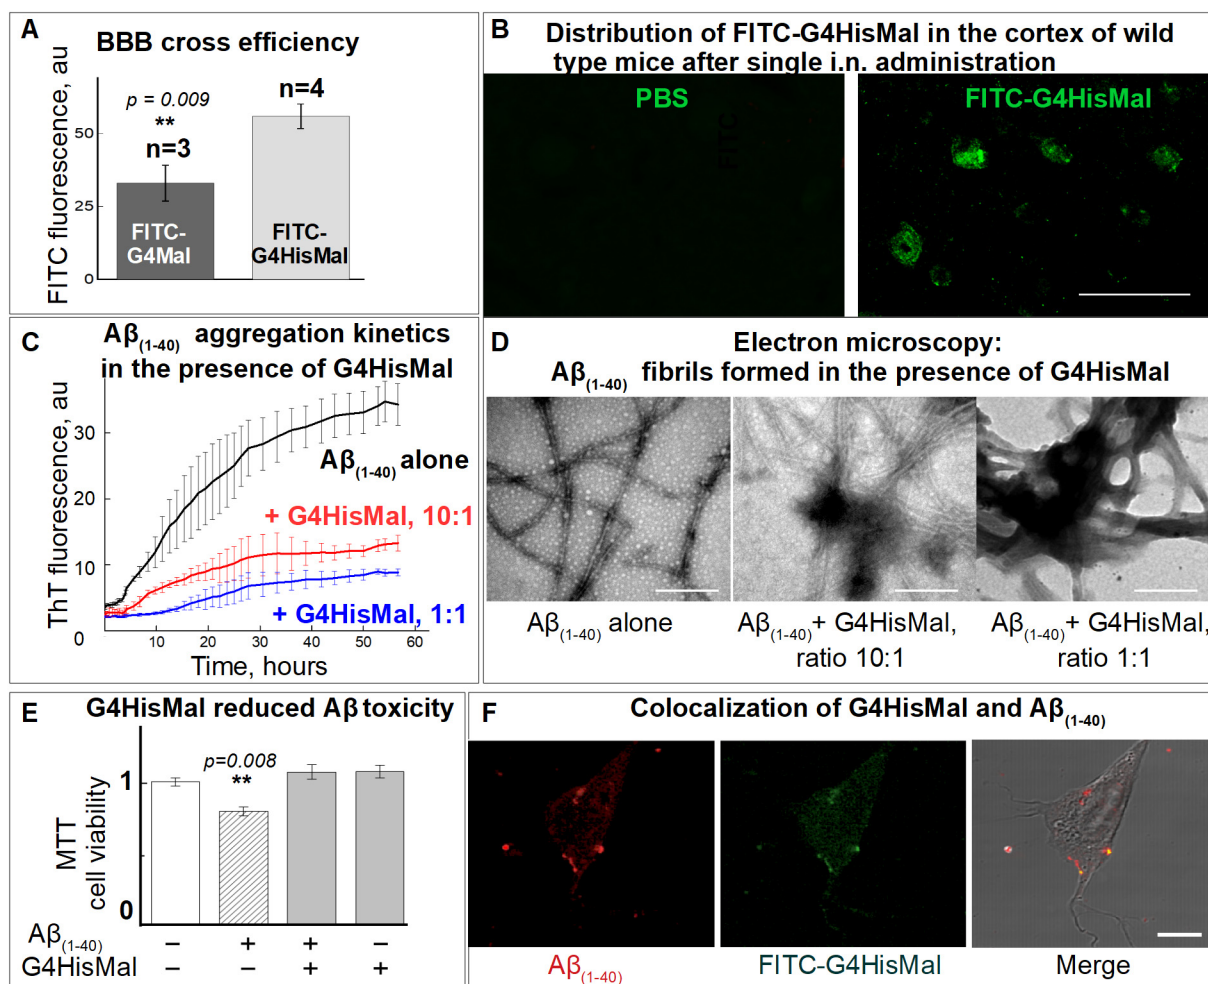 A
BBB cross efficiency
FITC fluorescence, au
50
25
0
p = 0.009
**
n=3
n=4
FITC-
G4Mal
FITC-
G4HisMal
B
Distribution of FITC-G4HisMal in the cortex of wild
type mice after single i.n. administration
PBS
FITC
FITC-G4HisMal
C
Aβ(1-40) aggregation kinetics
in the presence of G4HisMal
ThT fluorescence, au
30
20
10
0
Aβ(1-40) alone
+ G4HisMal, 10:1
+ G4HisMal, 1:1
10 20 30 40 50 60
Time, hours
D
Electron microscopy:
Aβ(1-40) fibrils formed in the presence of G4HisMal
Aβ(1-40) alone
Aβ(1-40)+ G4HisMal,
ratio 10:1
Aβ(1-40)+ G4HisMal,
ratio 1:1
E
G4HisMal reduced Aβ toxicity
MTT
cell viability
1
0
p=0.008
**
Aβ(1-40) – + + –
G4HisMal – – + +
F
Colocalization of G4HisMal and Aβ(1-40)
Aβ(1-40)
FITC-G4HisMal
Merge